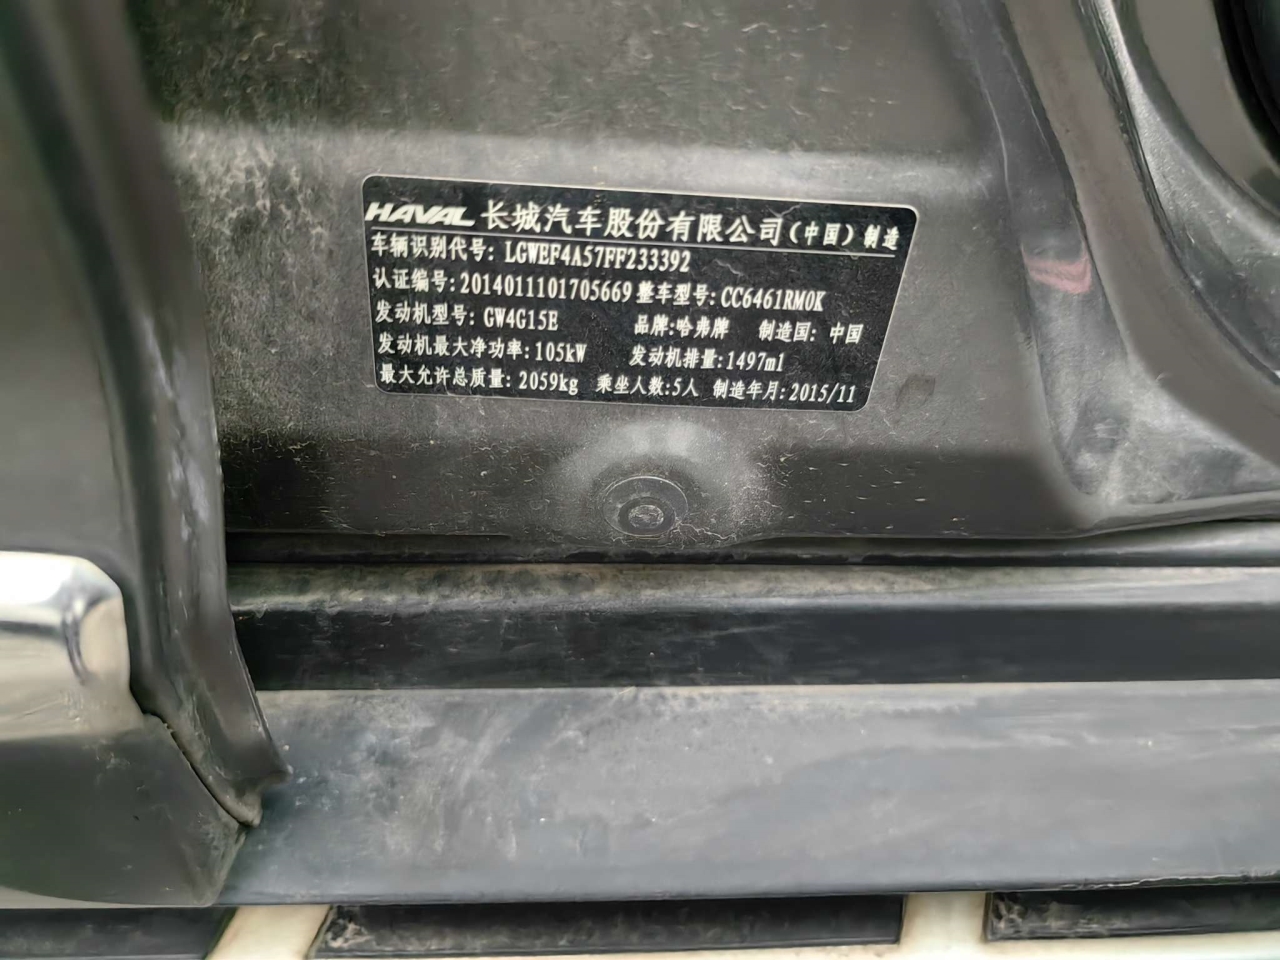 HAVAL 长城汽车股份有限公司(中国)制造
车辆识别代号: LGWEF4A57FF233392
认证编号: 2014011101705669 整车型号: CC6461RM0K
发动机型号: GW4G15E 品牌:哈弗牌 制造国: 中国
发动机最大净功率: 105kW 发动机排量: 1497ml
最大允许总质量: 2059kg 乘坐人数:5人 制造年月: 2015/11